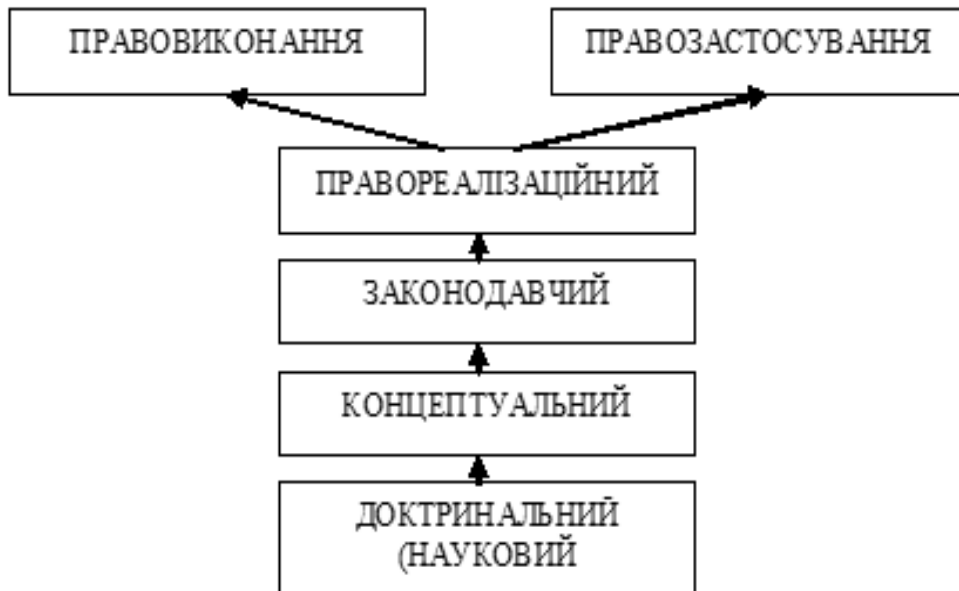 ПРАВОВИКОНАННЯ
ПРАВОЗАСТОСУВАННЯ
ПРАВОРЕАЛІЗАЦІЙНИЙ
ЗАКОНОДАВЧИЙ
КОНЦЕПТУАЛЬНИЙ
ДОКТРИНАЛЬНИЙ
(НАУКОВИЙ